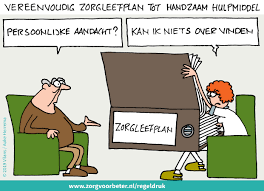 VEREENVOUDIG ZORGLEEFPLAN TOT HANDZAAM HULPMIDDEL
PERSOONLIJKE AANDACHT?
KAN IK NIETS OVER VINDEN
ZORGLEEFPLAN
www.zorgvoorbeter.nl/regeldruk